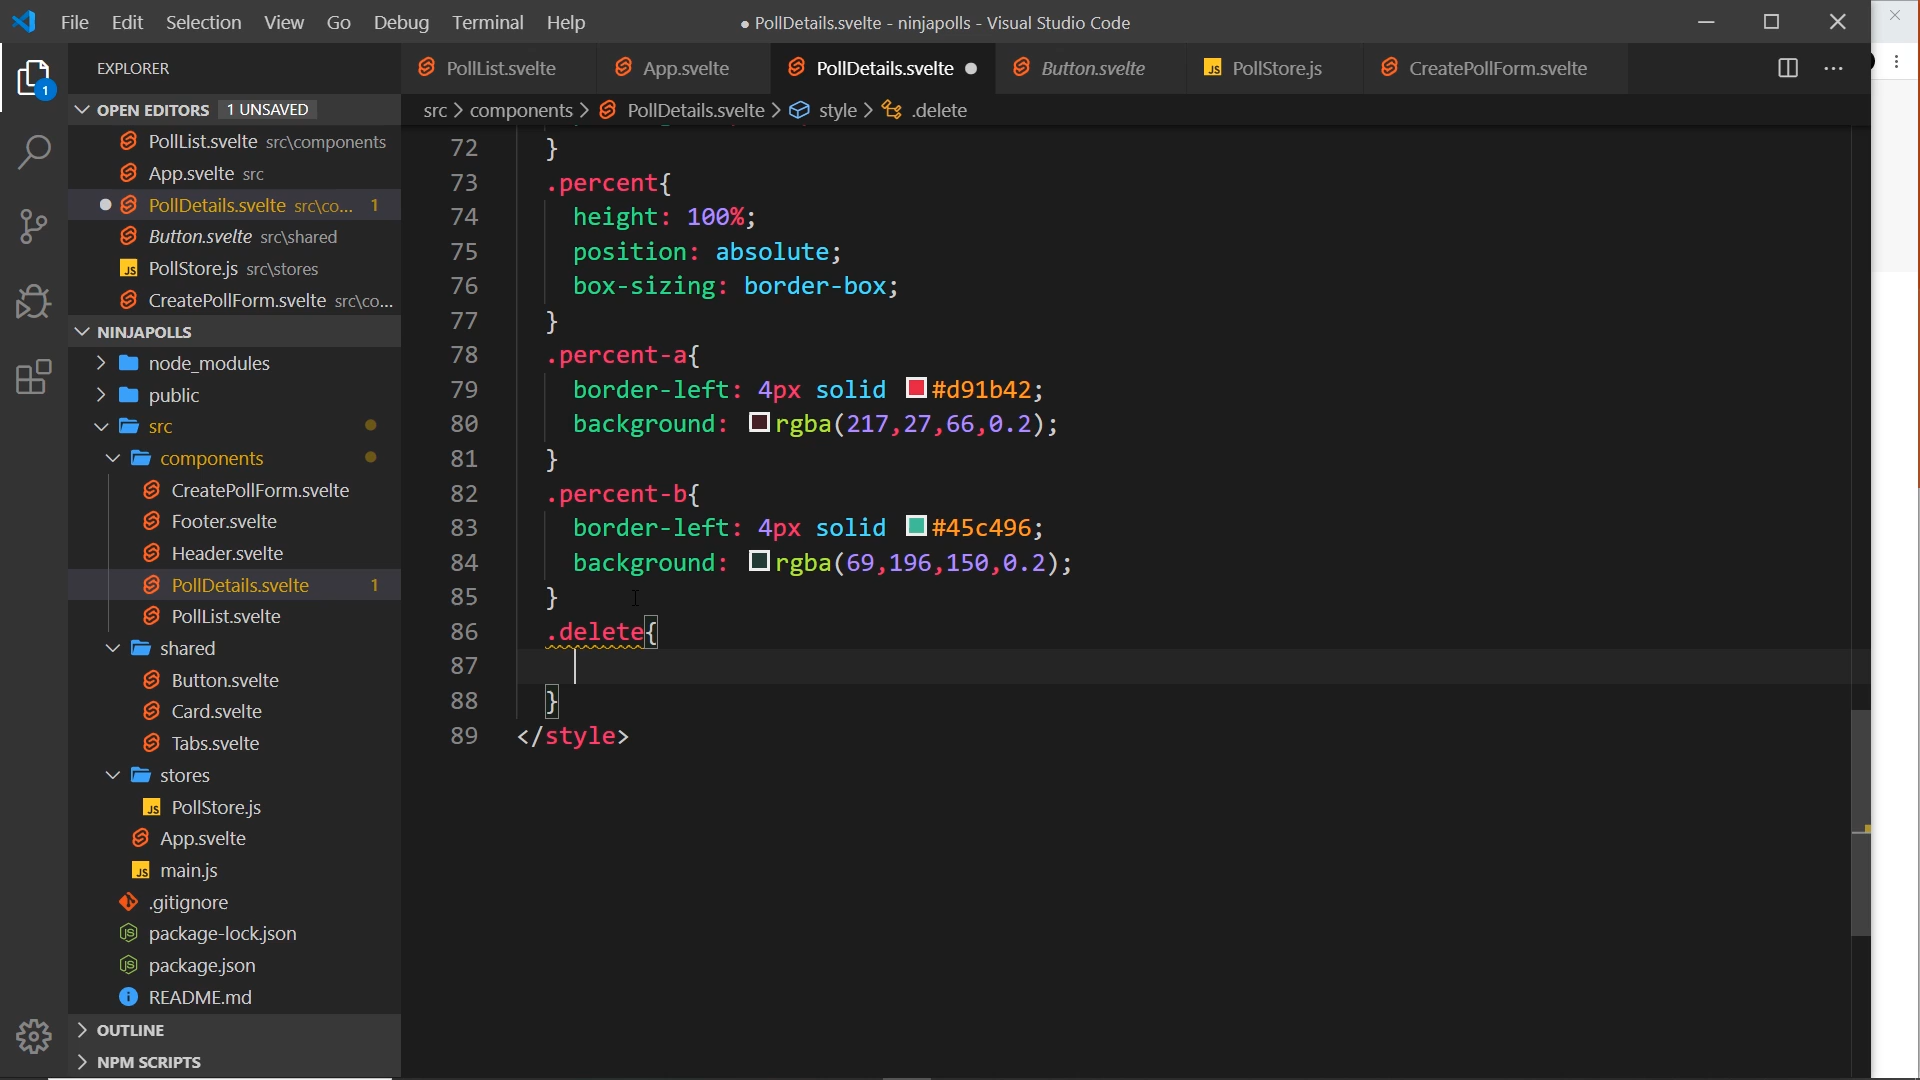 File Edit Selection View Go Debug Terminal Help
● PollDetails.svelte - ninjapolls - Visual Studio Code
EXPLORER
PollList.svelte App.svelte PollDetails.svelte Button.svelte PollStore.js CreatePollForm.svelte
src > components > PollDetails.svelte > style > .delete
OPEN EDITORS 1 UNSAVED
PollList.svelte src\components
App.svelte src
PollDetails.svelte src\co... 1
Button.svelte src\shared
PollStore.js src\stores
CreatePollForm.svelte src\co...
NINJAPOLLS
node_modules
public
src
components
CreatePollForm.svelte
Footer.svelte
Header.svelte
PollDetails.svelte 1
PollList.svelte
shared
Button.svelte
Card.svelte
Tabs.svelte
stores
PollStore.js
App.svelte
main.js
.gitignore
package-lock.json
package.json
README.md
OUTLINE
NPM SCRIPTS
72 }
73 .percent{
74 height: 100%;
75 position: absolute;
76 box-sizing: border-box;
77 }
78 .percent-a{
79 border-left: 4px solid #d91b42;
80 background: rgba(217,27,66,0.2);
81 }
82 .percent-b{
83 border-left: 4px solid #45c496;
84 background: rgba(69,196,150,0.2);
85 }
86 .delete{
87
88 }
89 </style>